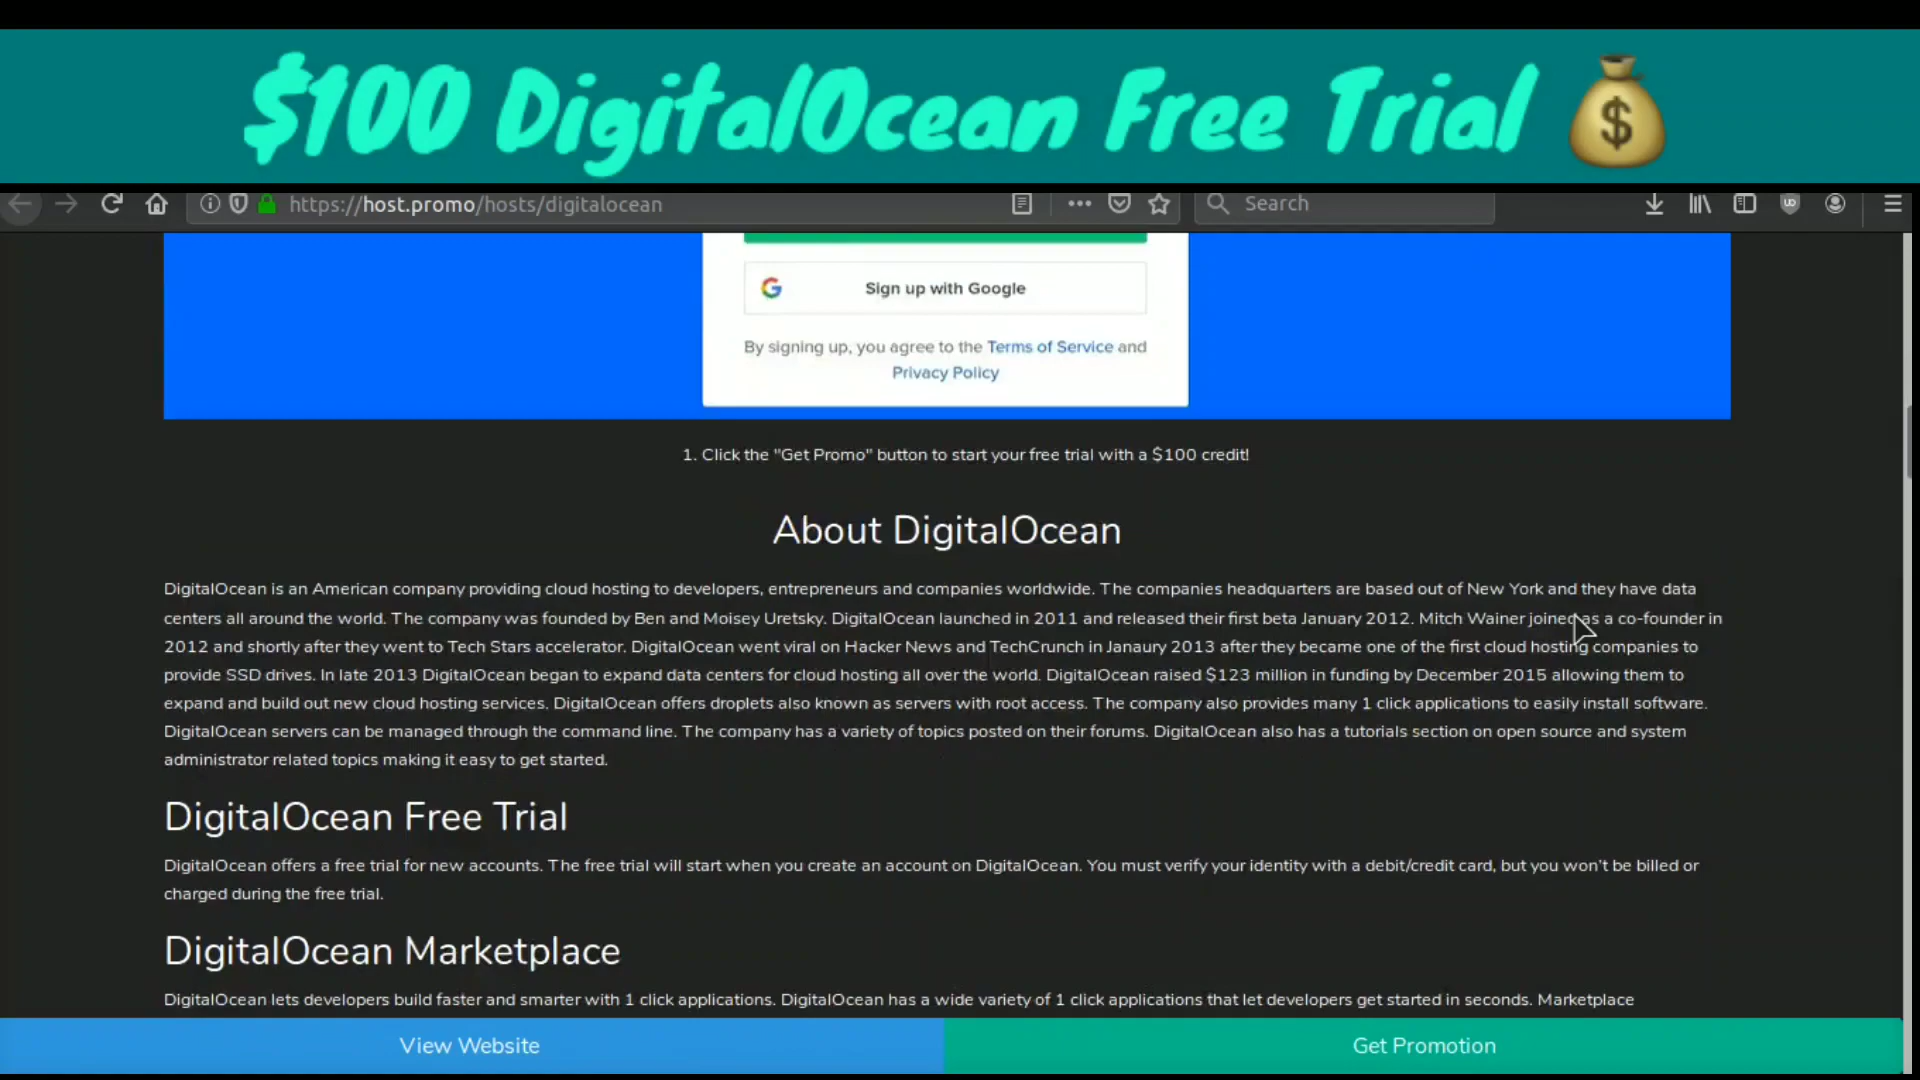 $100 DigitalOcean Free Trial
https://host.promo/hosts/digitalocean
Search
Sign up with Google
By signing up, you agree to the Terms of Service and
Privacy Policy
1. Click the "Get Promo" button to start your free trial with a $100 credit!
About DigitalOcean
DigitalOcean is an American company providing cloud hosting to developers, entrepreneurs and companies worldwide. The companies headquarters are based out of New York and they have data
centers all around the world. The company was founded by Ben and Moisey Uretsky. DigitalOcean launched in 2011 and released their first beta January 2012. Mitch Wainer joined as a co-founder in
2012 and shortly after they went to Tech Stars accelerator. DigitalOcean went viral on Hacker News and TechCrunch in Janaury 2013 after they became one of the first cloud hosting companies to
provide SSD drives. In late 2013 DigitalOcean began to expand data centers for cloud hosting all over the world. DigitalOcean raised $123 million in funding by December 2015 allowing them to
expand and build out new cloud hosting services. DigitalOcean offers droplets also known as servers with root access. The company also provides many 1 click applications to easily install software.
DigitalOcean servers can be managed through the command line. The company has a variety of topics posted on their forums. DigitalOcean also has a tutorials section on open source and system
administrator related topics making it easy to get started.
DigitalOcean Free Trial
DigitalOcean offers a free trial for new accounts. The free trial will start when you create an account on DigitalOcean. You must verify your identity with a debit/credit card, but you won't be billed or
charged during the free trial.
DigitalOcean Marketplace
DigitalOcean lets developers build faster and smarter with 1 click applications. DigitalOcean has a wide variety of 1 click applications that let developers get started in seconds. Marketplace
View Website
Get Promotion